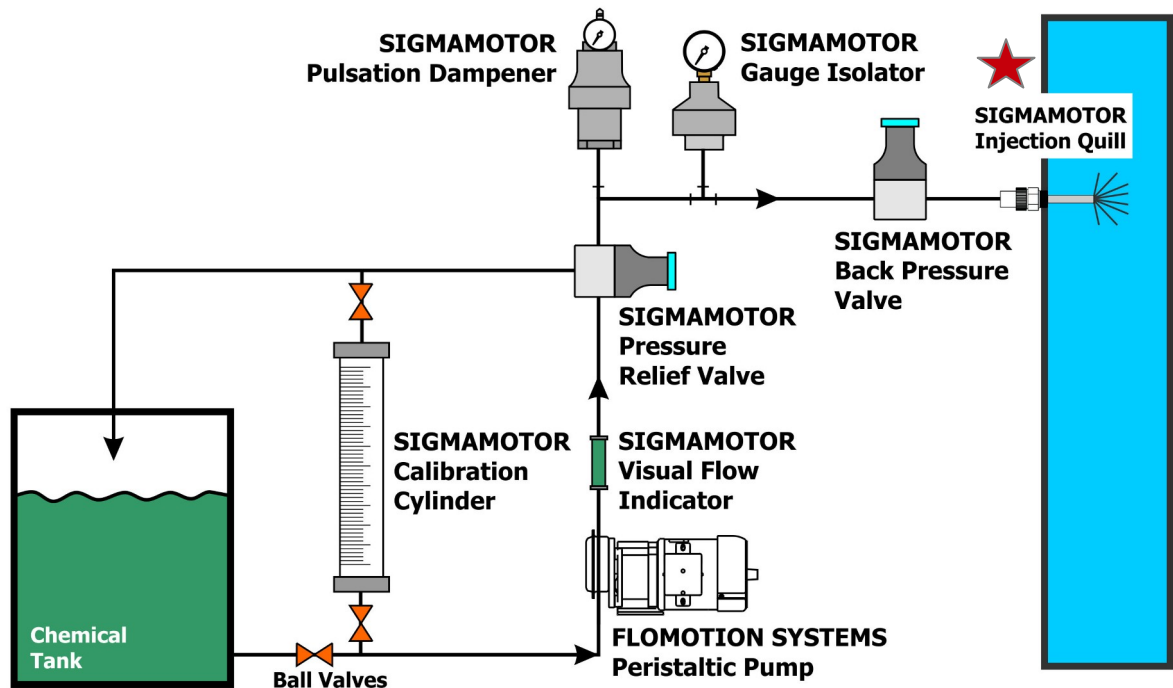 SIGMAMOTOR
Pulsation Dampener
SIGMAMOTOR
Gauge Isolator
SIGMAMOTOR
Injection Quill
SIGMAMOTOR
Back Pressure
Valve
SIGMAMOTOR
Pressure
Relief Valve
SIGMAMOTOR
Calibration
Cylinder
SIGMAMOTOR
Visual Flow
Indicator
Chemical
Tank
Ball Valves
FLOMOTION SYSTEMS
Peristaltic Pump